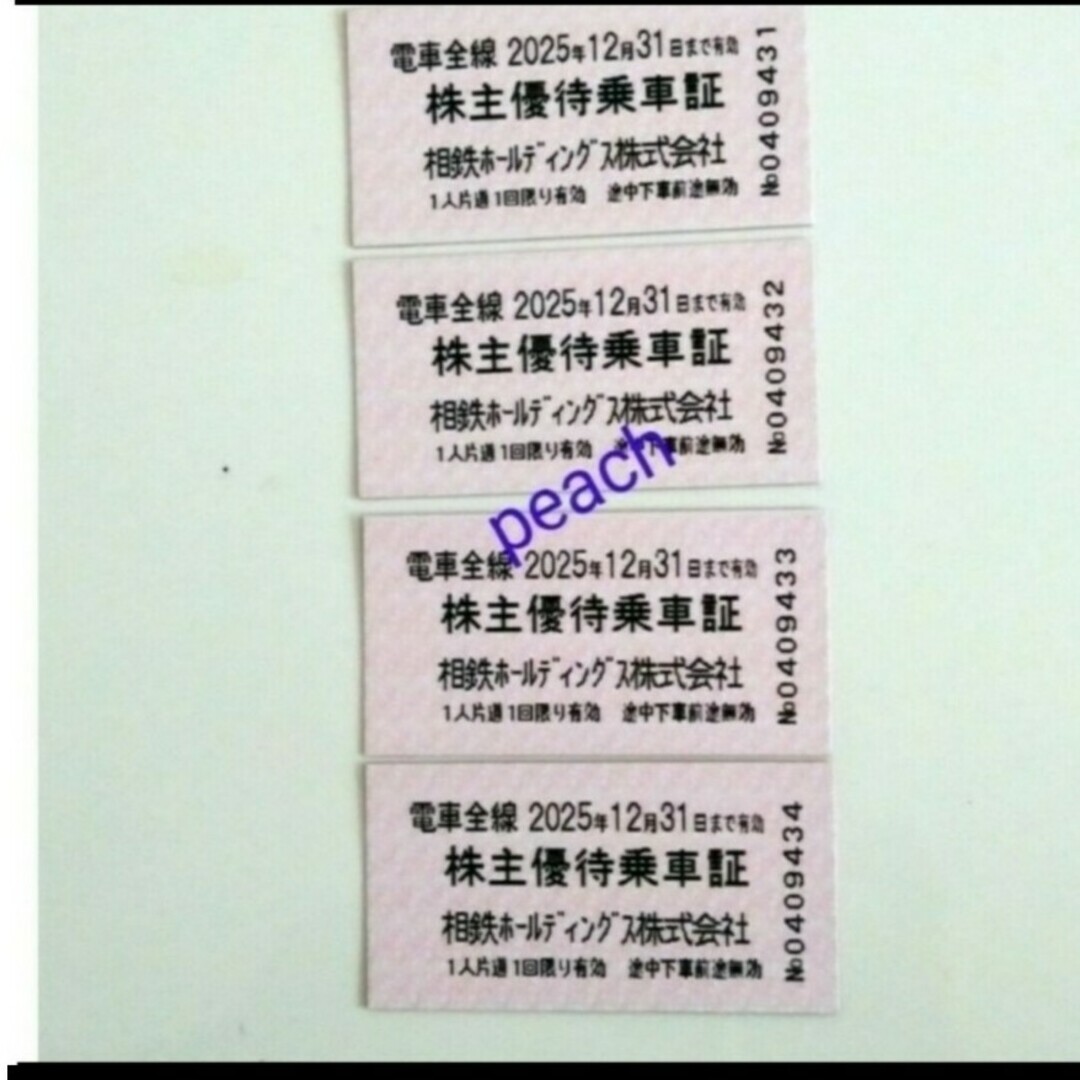 電車全線 2025年12月31日まで有効
株主優待乗車証
相鉄ホールディングス株式会社
1人片道1回限り有効 途中下車前途無効
№0409431
電車全線 2025年12月31日まで有効
株主優待乗車証
相鉄ホールディングス株式会社
1人片道1回限り有効 途中下車前途無効
№0409432
peach
電車全線 2025年12月31日まで有効
株主優待乗車証
相鉄ホールディングス株式会社
1人片道1回限り有効 途中下車前途無効
№0409433
電車全線 2025年12月31日まで有効
株主優待乗車証
相鉄ホールディングス株式会社
1人片道1回限り有効 途中下車前途無効
№0409434